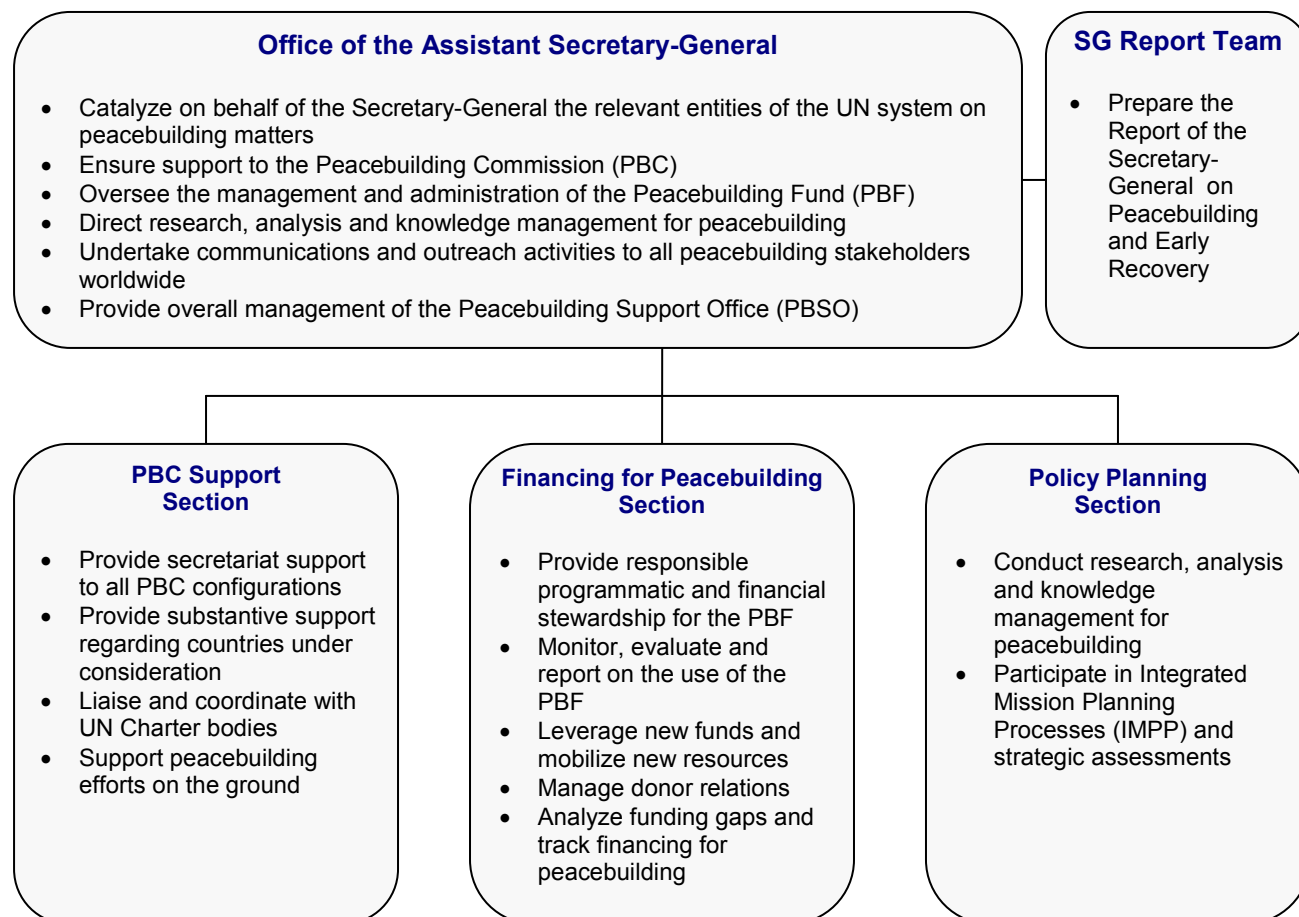 Office of the Assistant Secretary-General
• Catalyze on behalf of the Secretary-General the relevant entities of the UN system on
peacebuilding matters
• Ensure support to the Peacebuilding Commission (PBC)
• Oversee the management and administration of the Peacebuilding Fund (PBF)
• Direct research, analysis and knowledge management for peacebuilding
• Undertake communications and outreach activities to all peacebuilding stakeholders
worldwide
• Provide overall management of the Peacebuilding Support Office (PBSO)
SG Report Team
• Prepare the
Report of the
Secretary-
General on
Peacebuilding
and Early
Recovery
PBC Support
Section
• Provide secretariat support
to all PBC configurations
• Provide substantive support
regarding countries under
consideration
• Liaise and coordinate with
UN Charter bodies
• Support peacebuilding
efforts on the ground
Financing for Peacebuilding
Section
• Provide responsible
programmatic and financial
stewardship for the PBF
• Monitor, evaluate and
report on the use of the
PBF
• Leverage new funds and
mobilize new resources
• Manage donor relations
• Analyze funding gaps and
track financing for
peacebuilding
Policy Planning
Section
• Conduct research, analysis
and knowledge
management for
peacebuilding
• Participate in Integrated
Mission Planning
Processes (IMPP) and
strategic assessments